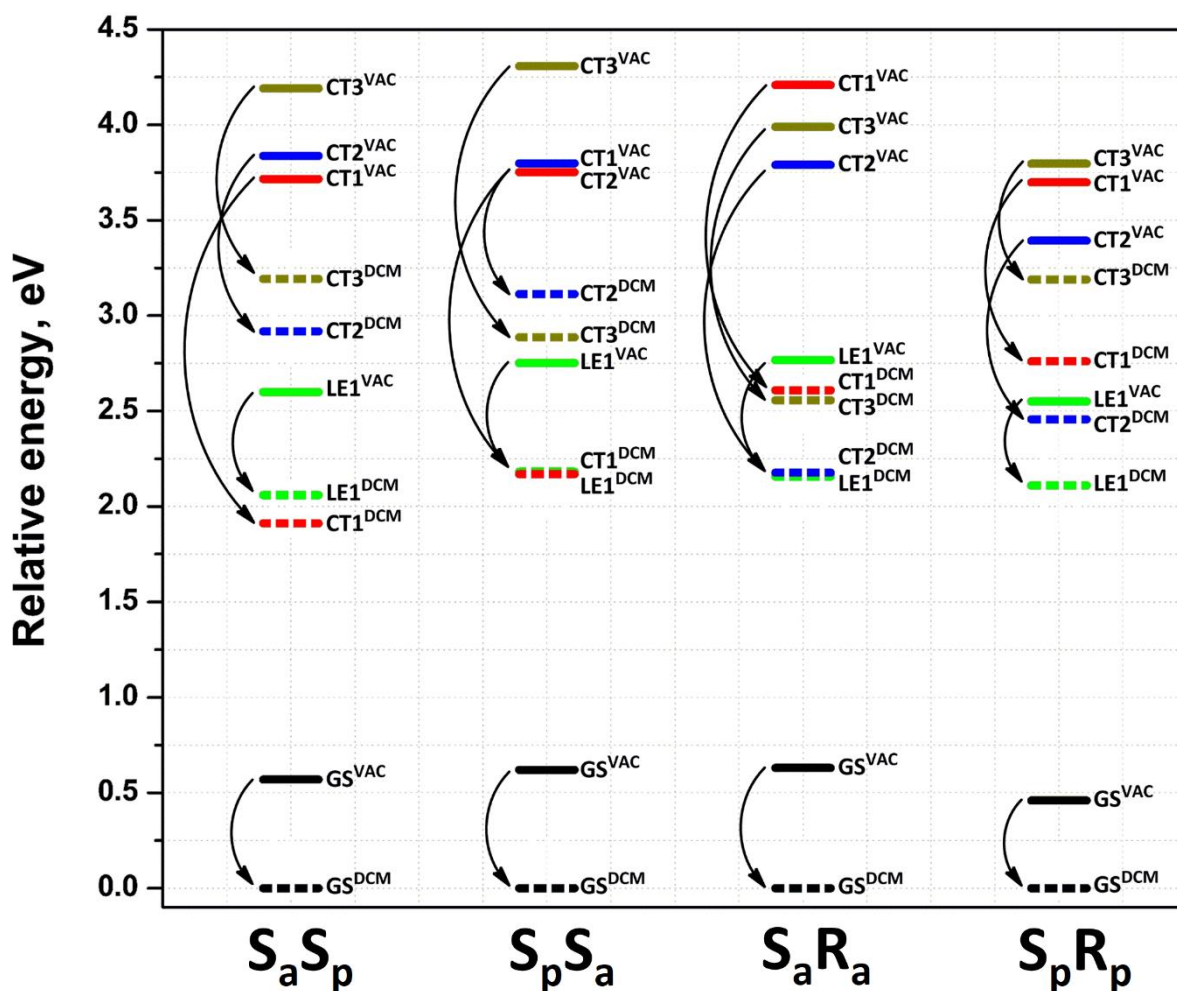 Relative energy, eV
4.5
4.0
3.5
3.0
2.5
2.0
1.5
1.0
0.5
0.0
CT3VAC
CT2VAC
CT1VAC
CT3DCM
CT2DCM
LE1VAC
LE1DCM
CT1DCM
GSVAC
GSDCM
SaSp
CT3VAC
CT1VAC
CT2VAC
CT2DCM
CT3DCM
LE1VAC
CT1DCM
LE1DCM
GSVAC
GSDCM
SpSa
CT1VAC
CT3VAC
CT2VAC
LE1VAC
CT1DCM
CT3DCM
CT2DCM
LE1DCM
GSVAC
GSDCM
SaRa
CT3VAC
CT1VAC
CT2VAC
CT3DCM
CT1DCM
LE1VAC
CT2DCM
LE1DCM
GSVAC
GSDCM
SpRp